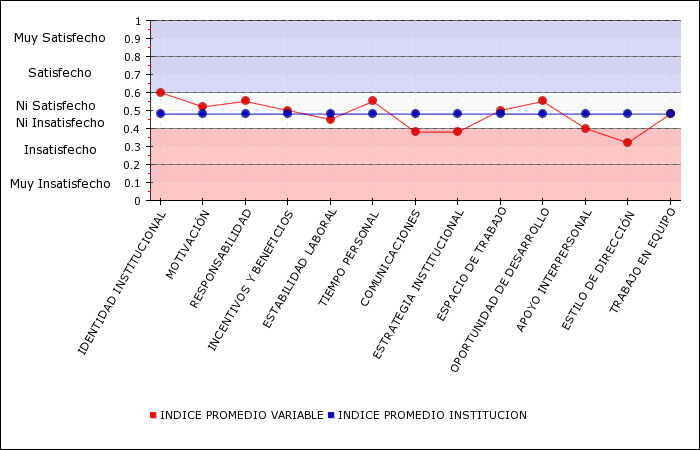 1
Muy Satisfecho
0.9
0.8
Satisfecho
0.7
0.6
Ni Satisfecho
0.5
Ni Insatisfecho
0.4
Insatisfecho
0.3
0.2
Muy Insatisfecho
0.1
0
IDENTIDAD INSTITUCIONAL
MOTIVACIÓN
RESPONSABILIDAD
INCENTIVOS Y BENEFICIOS
ESTABILIDAD LABORAL
TIEMPO PERSONAL
COMUNICACIONES
ESTRATEGIA INSTITUCIONAL
ESPACIO DE TRABAJO
OPORTUNIDAD DE DESARROLLO
APOYO INTERPERSONAL
ESTILO DE DIRECCIÓN
TRABAJO EN EQUIPO
INDICE PROMEDIO VARIABLE INDICE PROMEDIO INSTITUCION